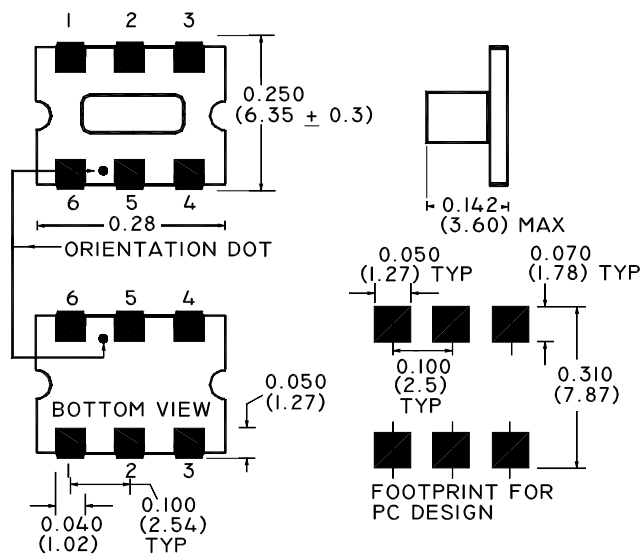 1 2 3
0.250
(6.35 ± 0.3)
6 5 4
0.28
ORIENTATION DOT
0.142
(3.60) MAX
6 5 4
BOTTOM VIEW
0.050
(1.27)
1 2 3
0.100
(2.54)
TYP
0.040
(1.02)
0.050
(1.27) TYP
0.070
(1.78) TYP
0.100
(2.5)
TYP
0.310
(7.87)
FOOTPRINT FOR
PC DESIGN